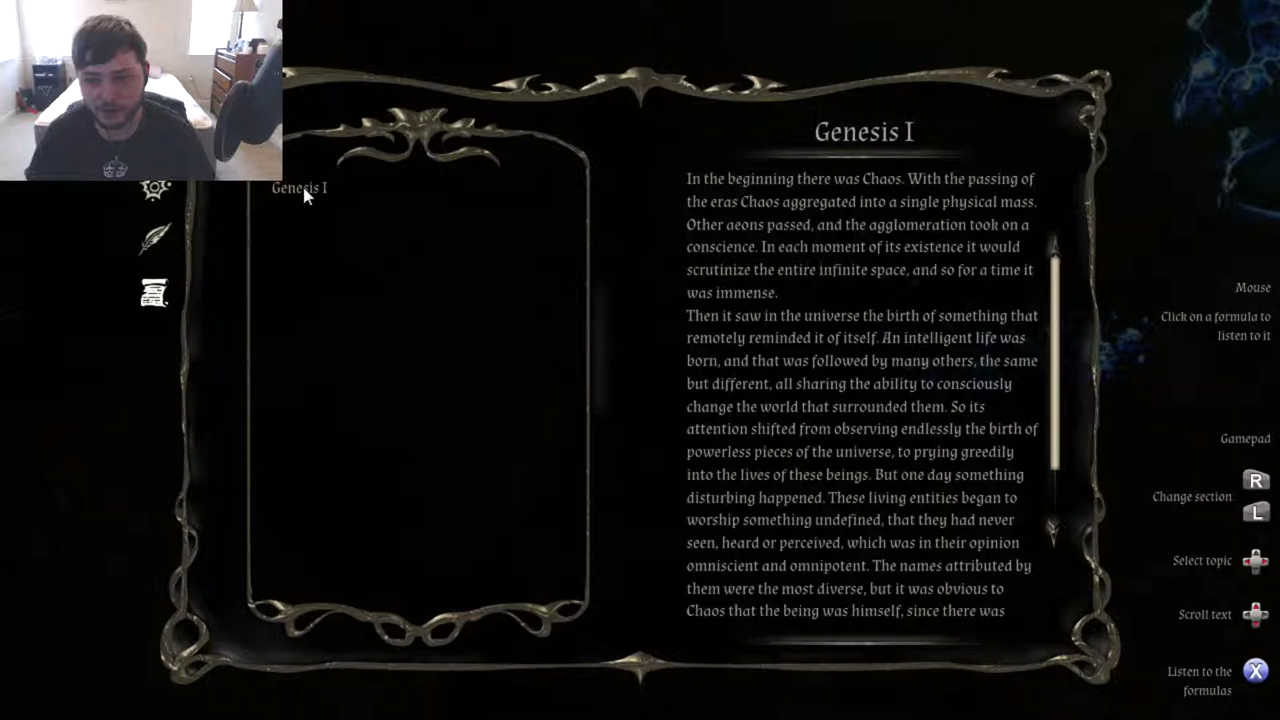 Genesis I
Genesis I
In the beginning there was Chaos. With the passing of
the eras Chaos aggregated into a single physical mass.
Other aeons passed, and the agglomeration took on a
conscience. In each moment of its existence it would
scrutinize the entire infinite space, and so for a time it
was immense.
Then it saw in the universe the birth of something that
remotely reminded it of itself. An intelligent life was
born, and that was followed by many others, the same
but different, all sharing the ability to consciously
change the world that surrounded them. So its
attention shifted from observing endlessly the birth of
powerless pieces of the universe, to prying greedily
into the lives of these beings. But one day something
disturbing happened. These living entities began to
worship something undefined, that they had never
seen, heard or perceived, which was in their opinion
omniscient and omnipotent. The names attributed by
them were the most diverse, but it was obvious to
Chaos that the being was himself, since there was
Mouse
Click on a formula to
listen to it
Gamepad
R
Change section
L
Select topic
Scroll text
Listen to the
formulas
X